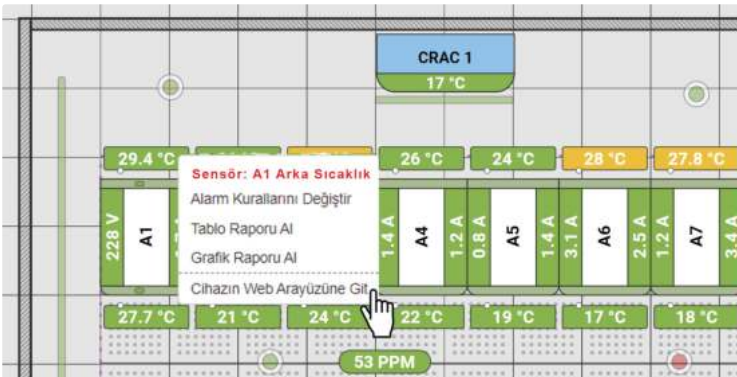 CRAC 1
17 °C
29.4 °C
26 °C
24 °C
28 °C
27.8 °C
Sensör: A1 Arka Sıcaklık
Alarm Kurallarını Değiştir
Tablo Raporu Al
Grafik Raporu Al
Cihazın Web Arayüzüne Git
228 V
A1
1.4 A
A4
1.2 A
0.8 A
A5
1.4 A
3.1 A
A6
2.5 A
1.2 A
A7
3.4 A
27.7 °C
21 °C
24 °C
22 °C
19 °C
17 °C
18 °C
53 PPM